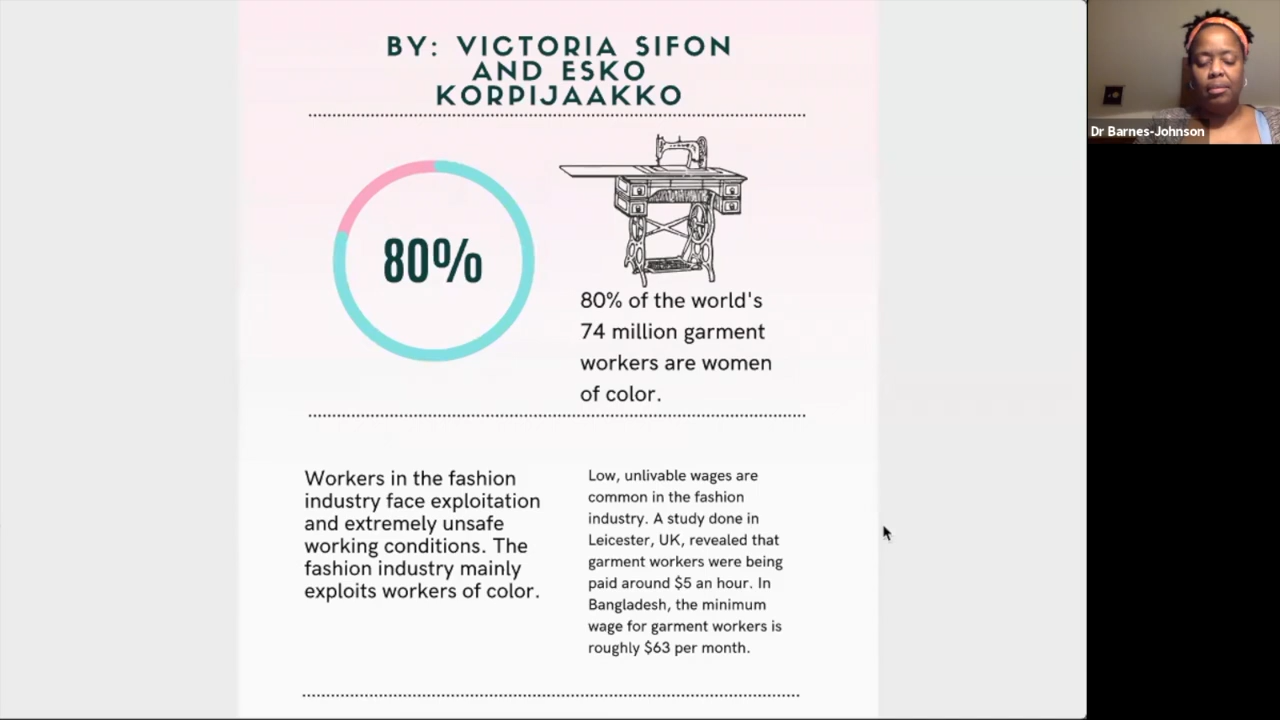 BY: VICTORIA SIFON
AND ESKO
KORPIJAAKKO
80%
80% of the world's
74 million garment
workers are women
of color.
Workers in the fashion
industry face exploitation
and extremely unsafe
working conditions. The
fashion industry mainly
exploits workers of color.
Low, unlivable wages are
common in the fashion
industry. A study done in
Leicester, UK, revealed that
garment workers were being
paid around $5 an hour. In
Bangladesh, the minimum
wage for garment workers is
roughly $63 per month.
Dr Barnes-Johnson